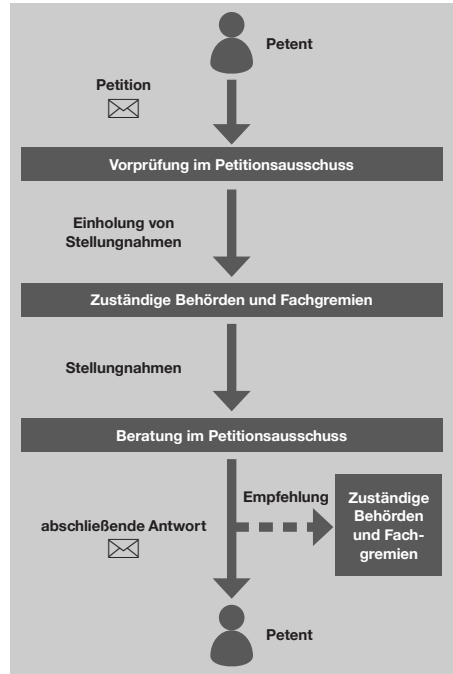 Petent
Petition
Vorprüfung im Petitionsausschuss
Einholung von
Stellungnahmen
Zuständige Behörden und Fachgremien
Stellungnahmen
Beratung im Petitionsausschuss
Empfehlung
Zuständige
Behörden
und Fach-
gremien
abschließende Antwort
Petent